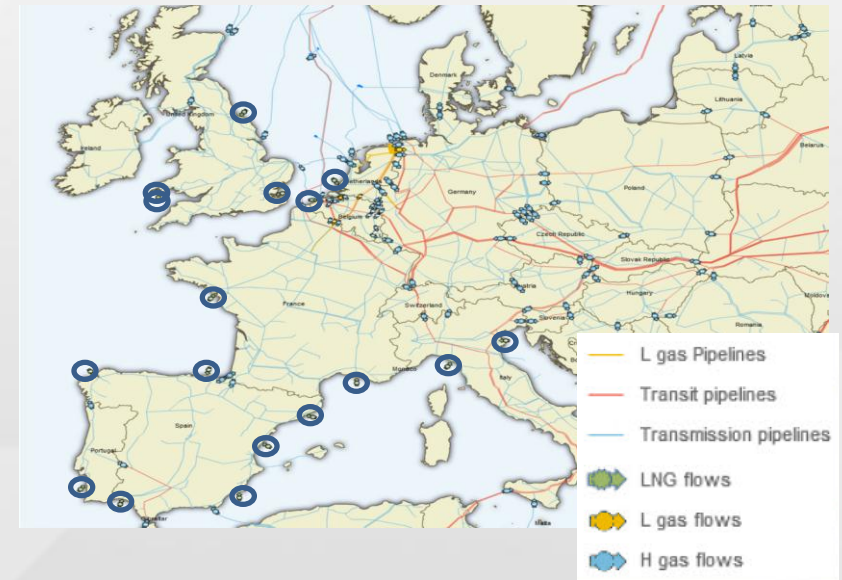 Latvia
Denmark
Lithuania
United Kingdom
Ireland
Belarus
Netherlands
Germany
Poland
Belgium
Czech Republic
Slovak Republic
France
Austria
Switzerland
Hungary
Slovenia
Romania
Monaco
Italy
Spain
Portugal
Malta
L gas Pipelines
Transit pipelines
Transmission pipelines
LNG flows
L gas flows
H gas flows